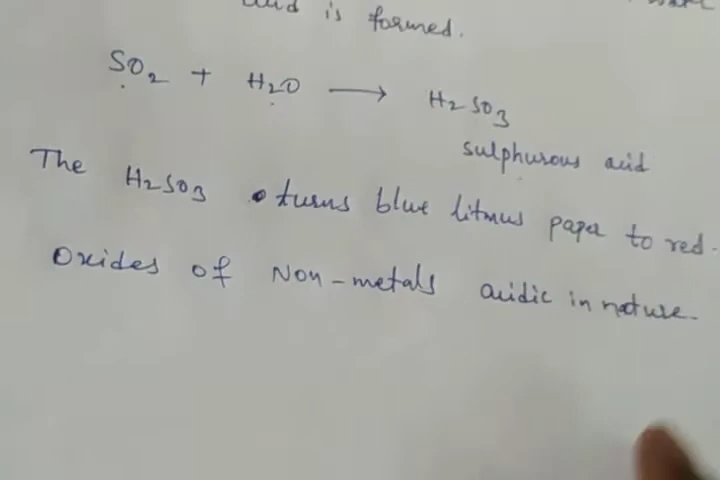 is formed.
SO₂ + H₂O ⟶ H₂SO₃
sulphurous acid
The H₂SO₃ turns blue litmus paper to red.
Oxides of Non-metals acidic in nature.